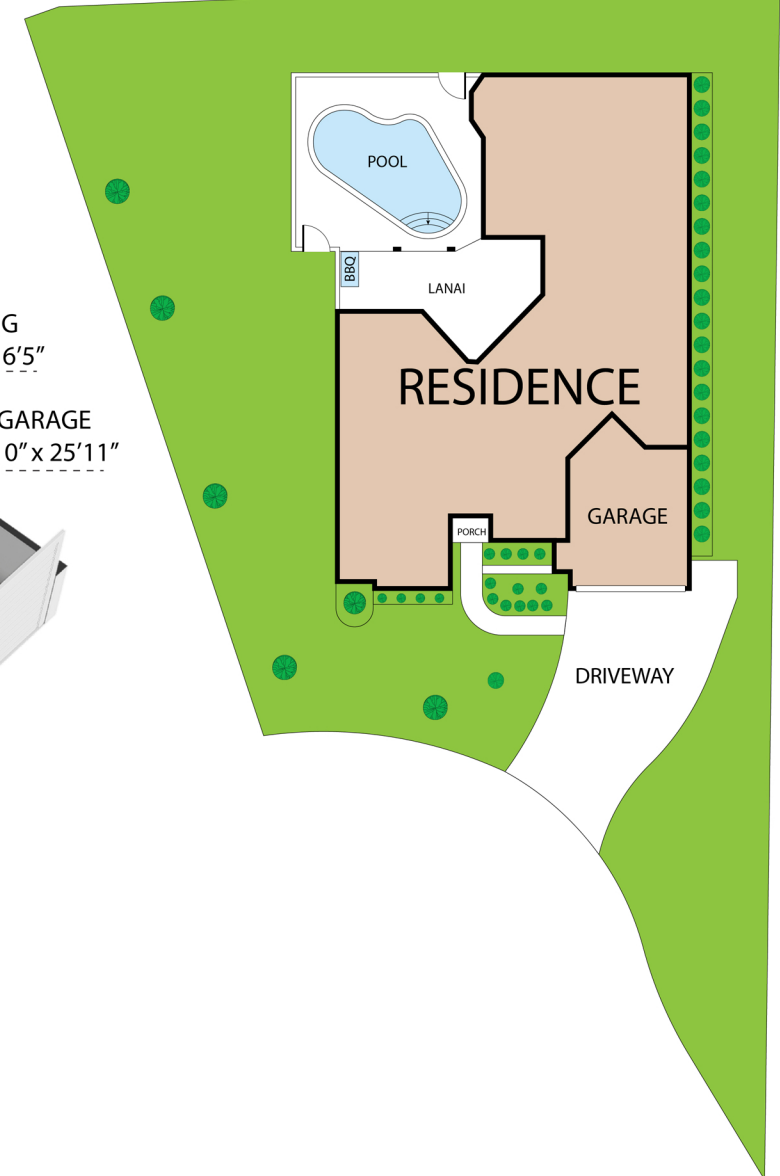 POOL
BBQ
LANAI
G
6'5"
RESIDENCE
GARAGE
0" x 25'11"
GARAGE
PORCH
DRIVEWAY